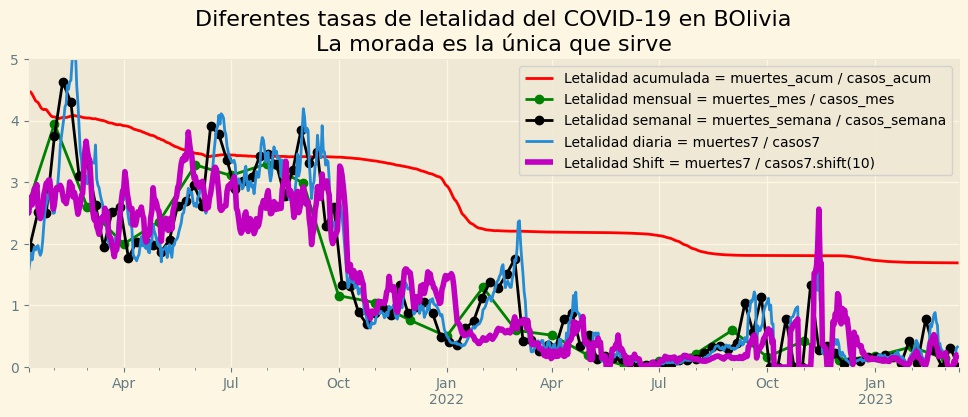 Diferentes tasas de letalidad del COVID-19 en BOlivia
La morada es la única que sirve
Letalidad acumulada = muertes_acum / casos_acum
Letalidad mensual = muertes_mes / casos_mes
Letalidad semanal = muertes_semana / casos_semana
Letalidad diaria = muertes7 / casos7
Letalidad Shift = muertes7 / casos7.shift(10)
5
4
3
2
1
0
Apr Jul Oct Jan Apr Jul Oct Jan
2022 2023